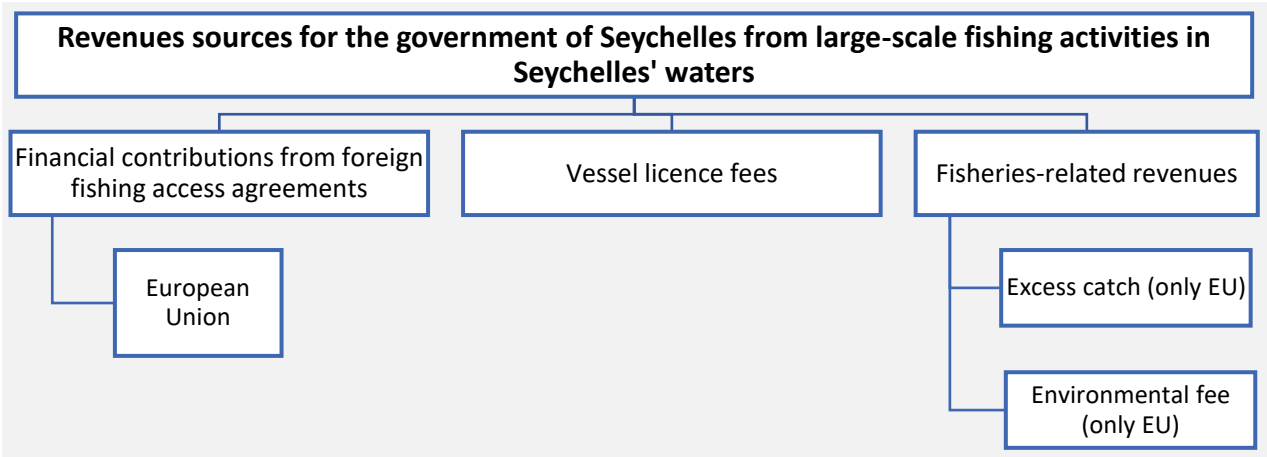 Revenues sources for the government of Seychelles from large-scale fishing activities in
Seychelles' waters
Financial contributions from foreign
fishing access agreements
Vessel licence fees
Fisheries-related revenues
European
Union
Excess catch (only EU)
Environmental fee
(only EU)